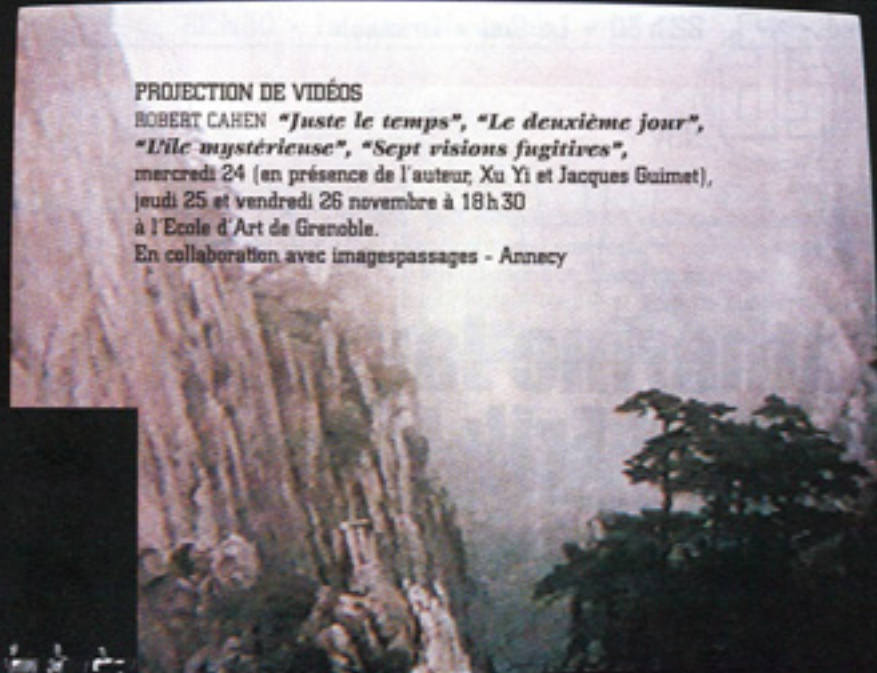 PROJECTION DE VIDÉOS
ROBERT CAHEN “Juste le temps”, “Le deuxième jour”,
“L'île mystérieuse”, “Sept visions fugitives”,
mercredi 24 (en présence de l'auteur, Xu Yi et Jacques Guimet),
jeudi 25 et vendredi 26 novembre à 18h30
à l'Ecole d'Art de Grenoble.
En collaboration avec imagespassages - Annecy